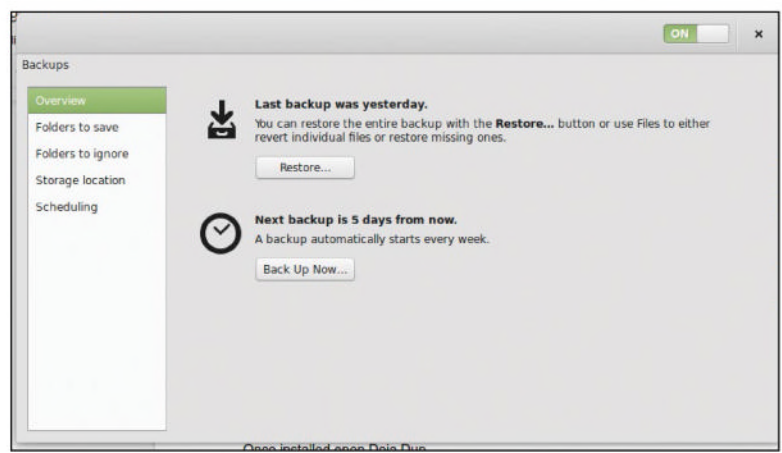 ON
×
Backups
Overview
Folders to save
Folders to ignore
Storage location
Scheduling
Last backup was yesterday.
You can restore the entire backup with the Restore... button or use Files to either
revert individual files or restore missing ones.
Restore...
Next backup is 5 days from now.
A backup automatically starts every week.
Back Up Now...
Once installed open Deja Dup